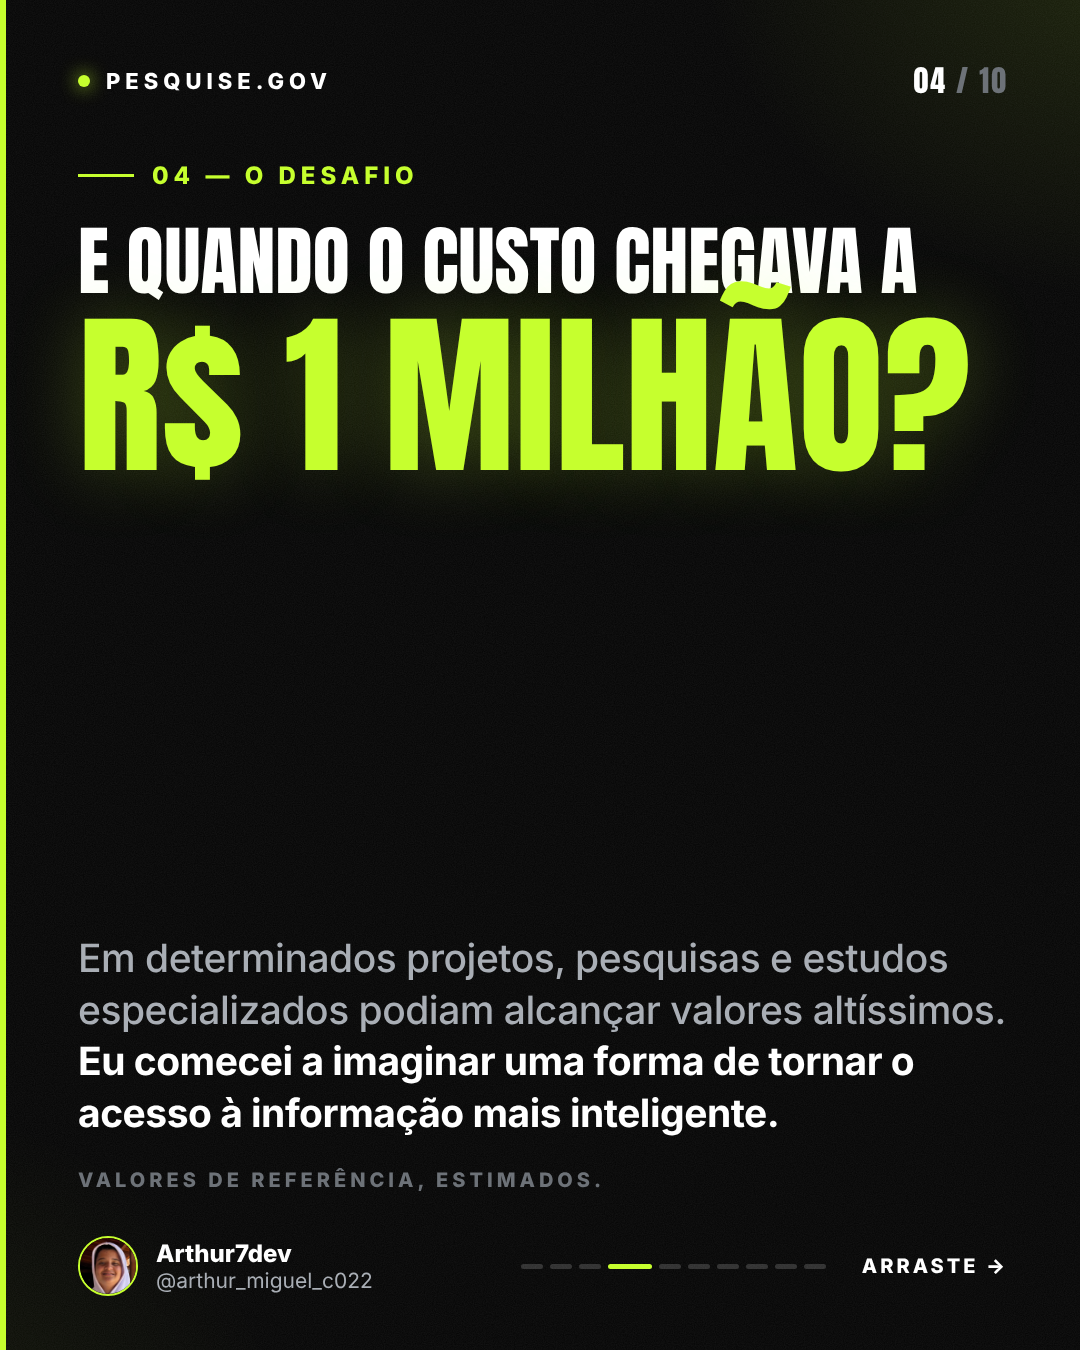 PESQUISE.GOV
04 / 10
04 — O DESAFIO
E QUANDO O CUSTO CHEGAVA A
R$ 1 MILHÃO?
Em determinados projetos, pesquisas e estudos
especializados podiam alcançar valores altíssimos.
Eu comecei a imaginar uma forma de tornar o
acesso à informação mais inteligente.
VALORES DE REFERÊNCIA, ESTIMADOS.
Arthur7dev
@arthur_miguel_c022
ARRASTE →